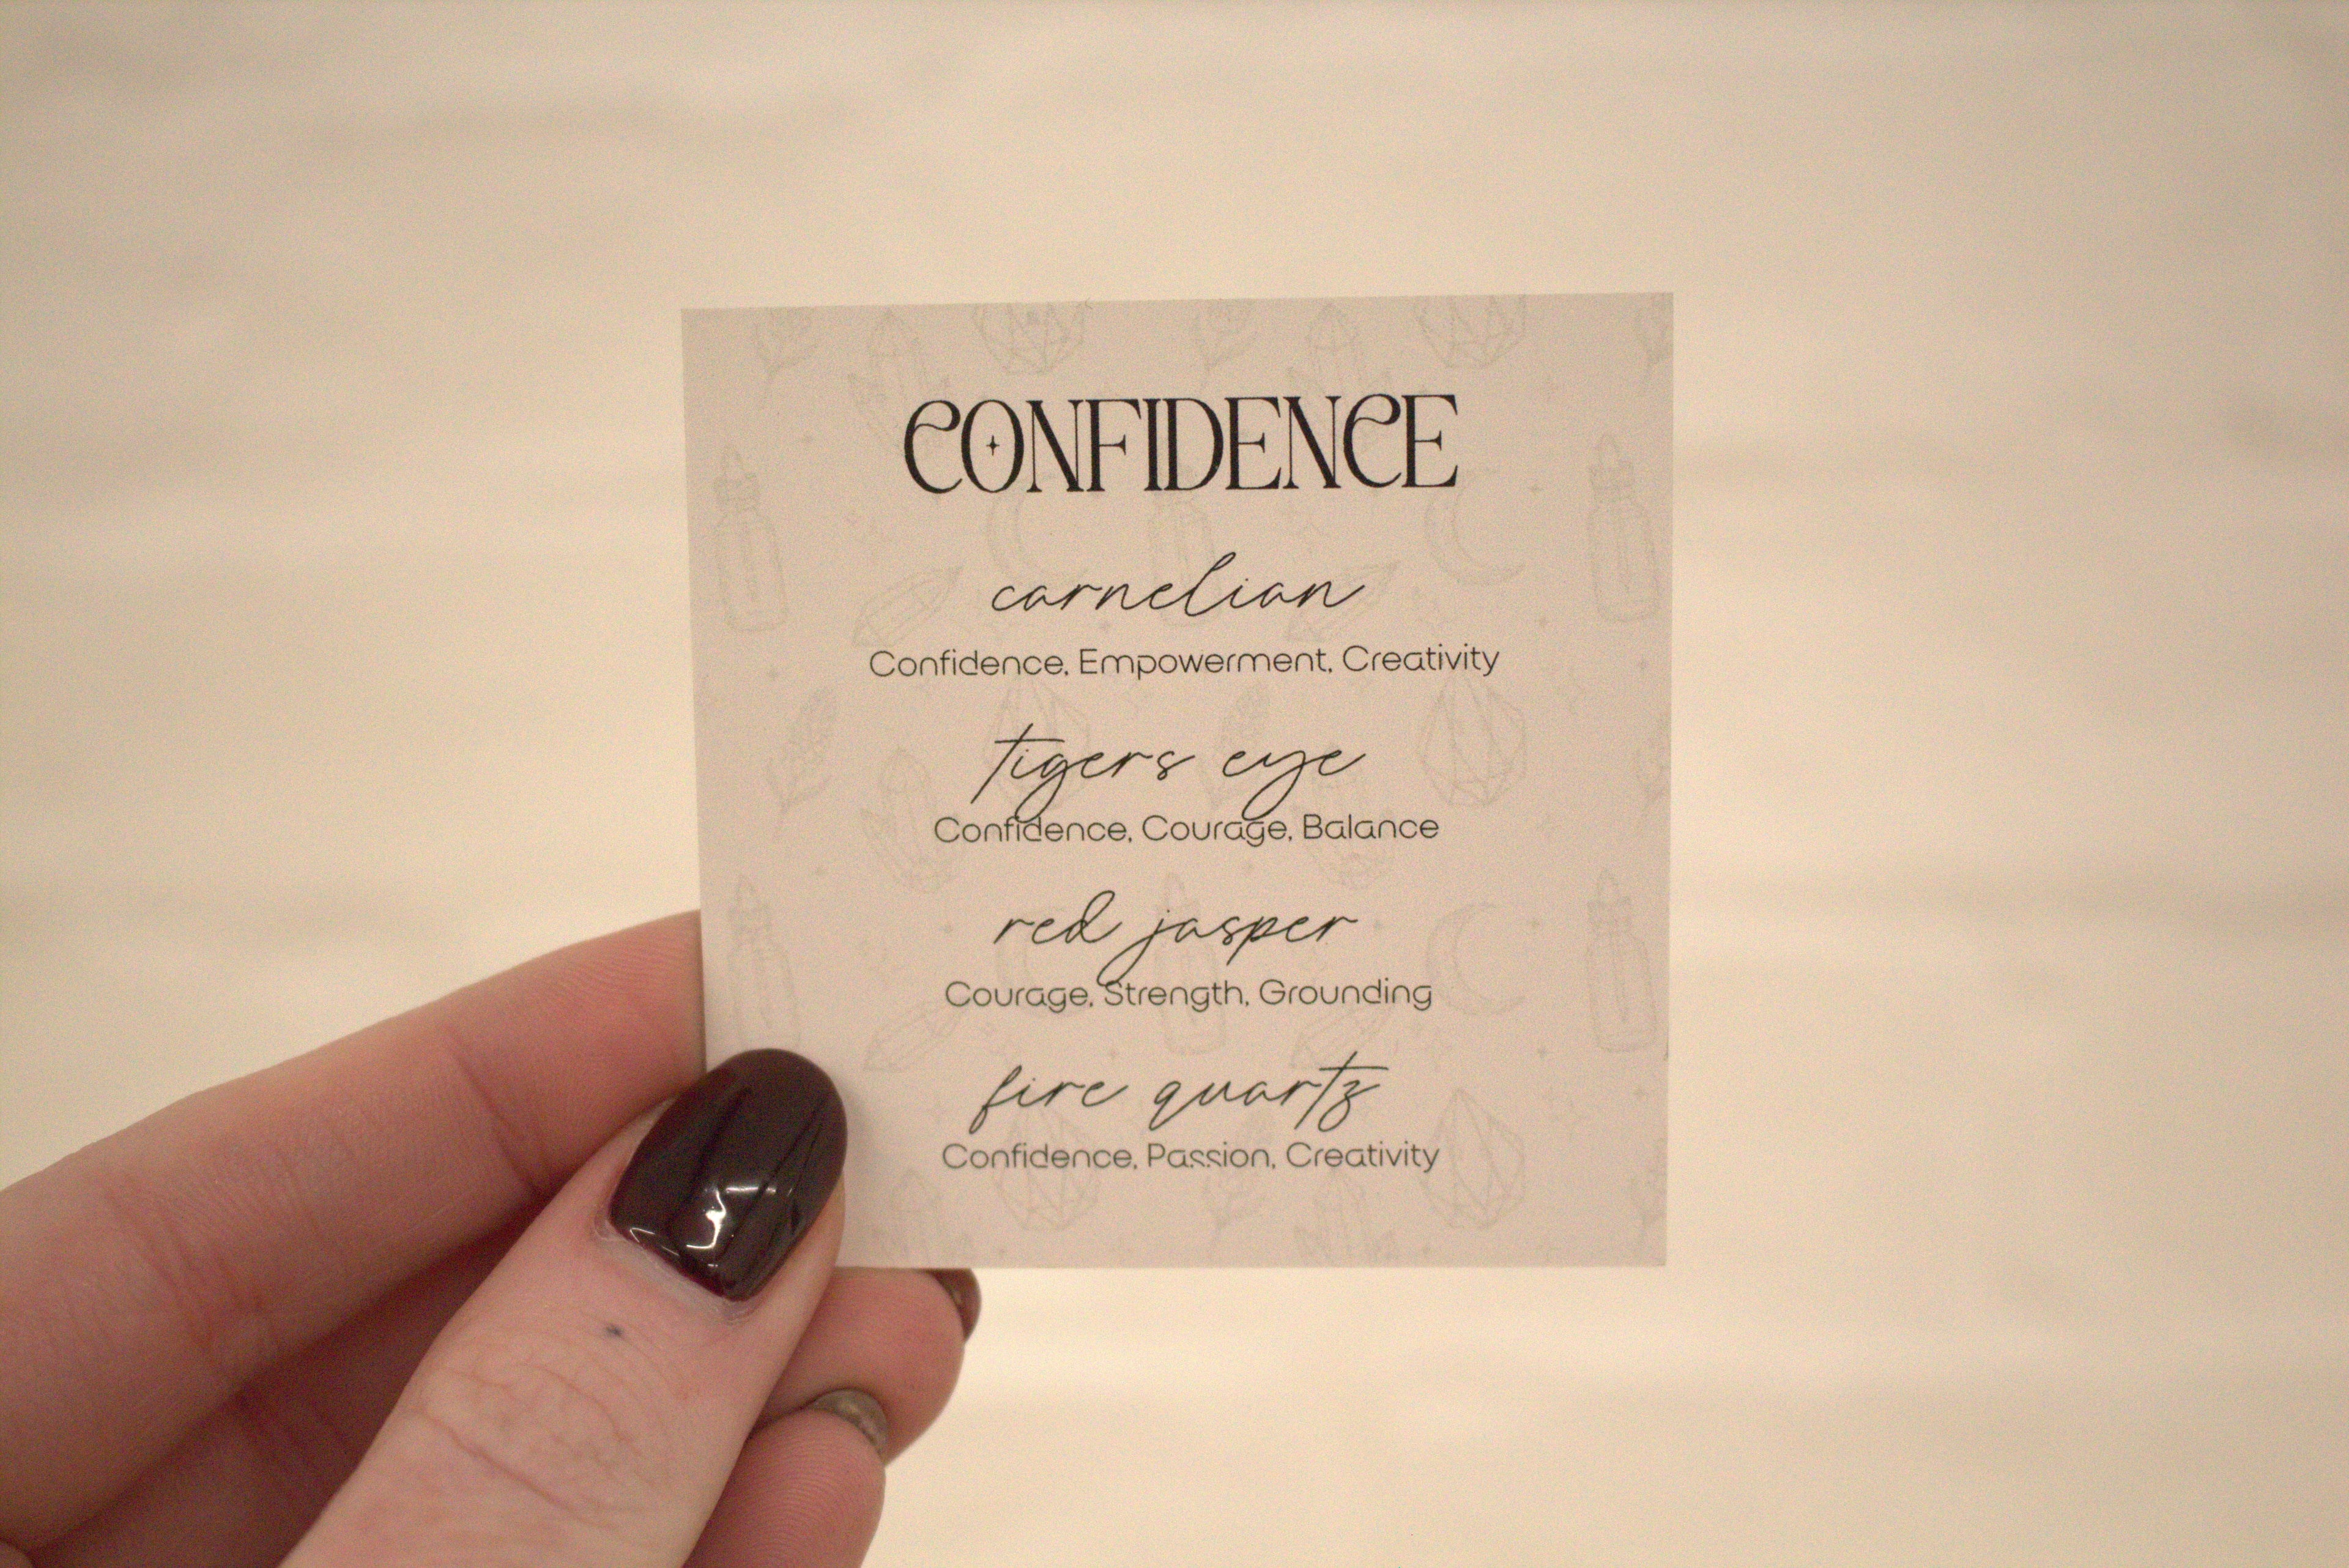 CONFIDENCE
carnelian
Confidence, Empowerment, Creativity
tigers eye
Confidence, Courage, Balance
red jasper
Courage, Strength, Grounding
fire quartz
Confidence, Passion, Creativity